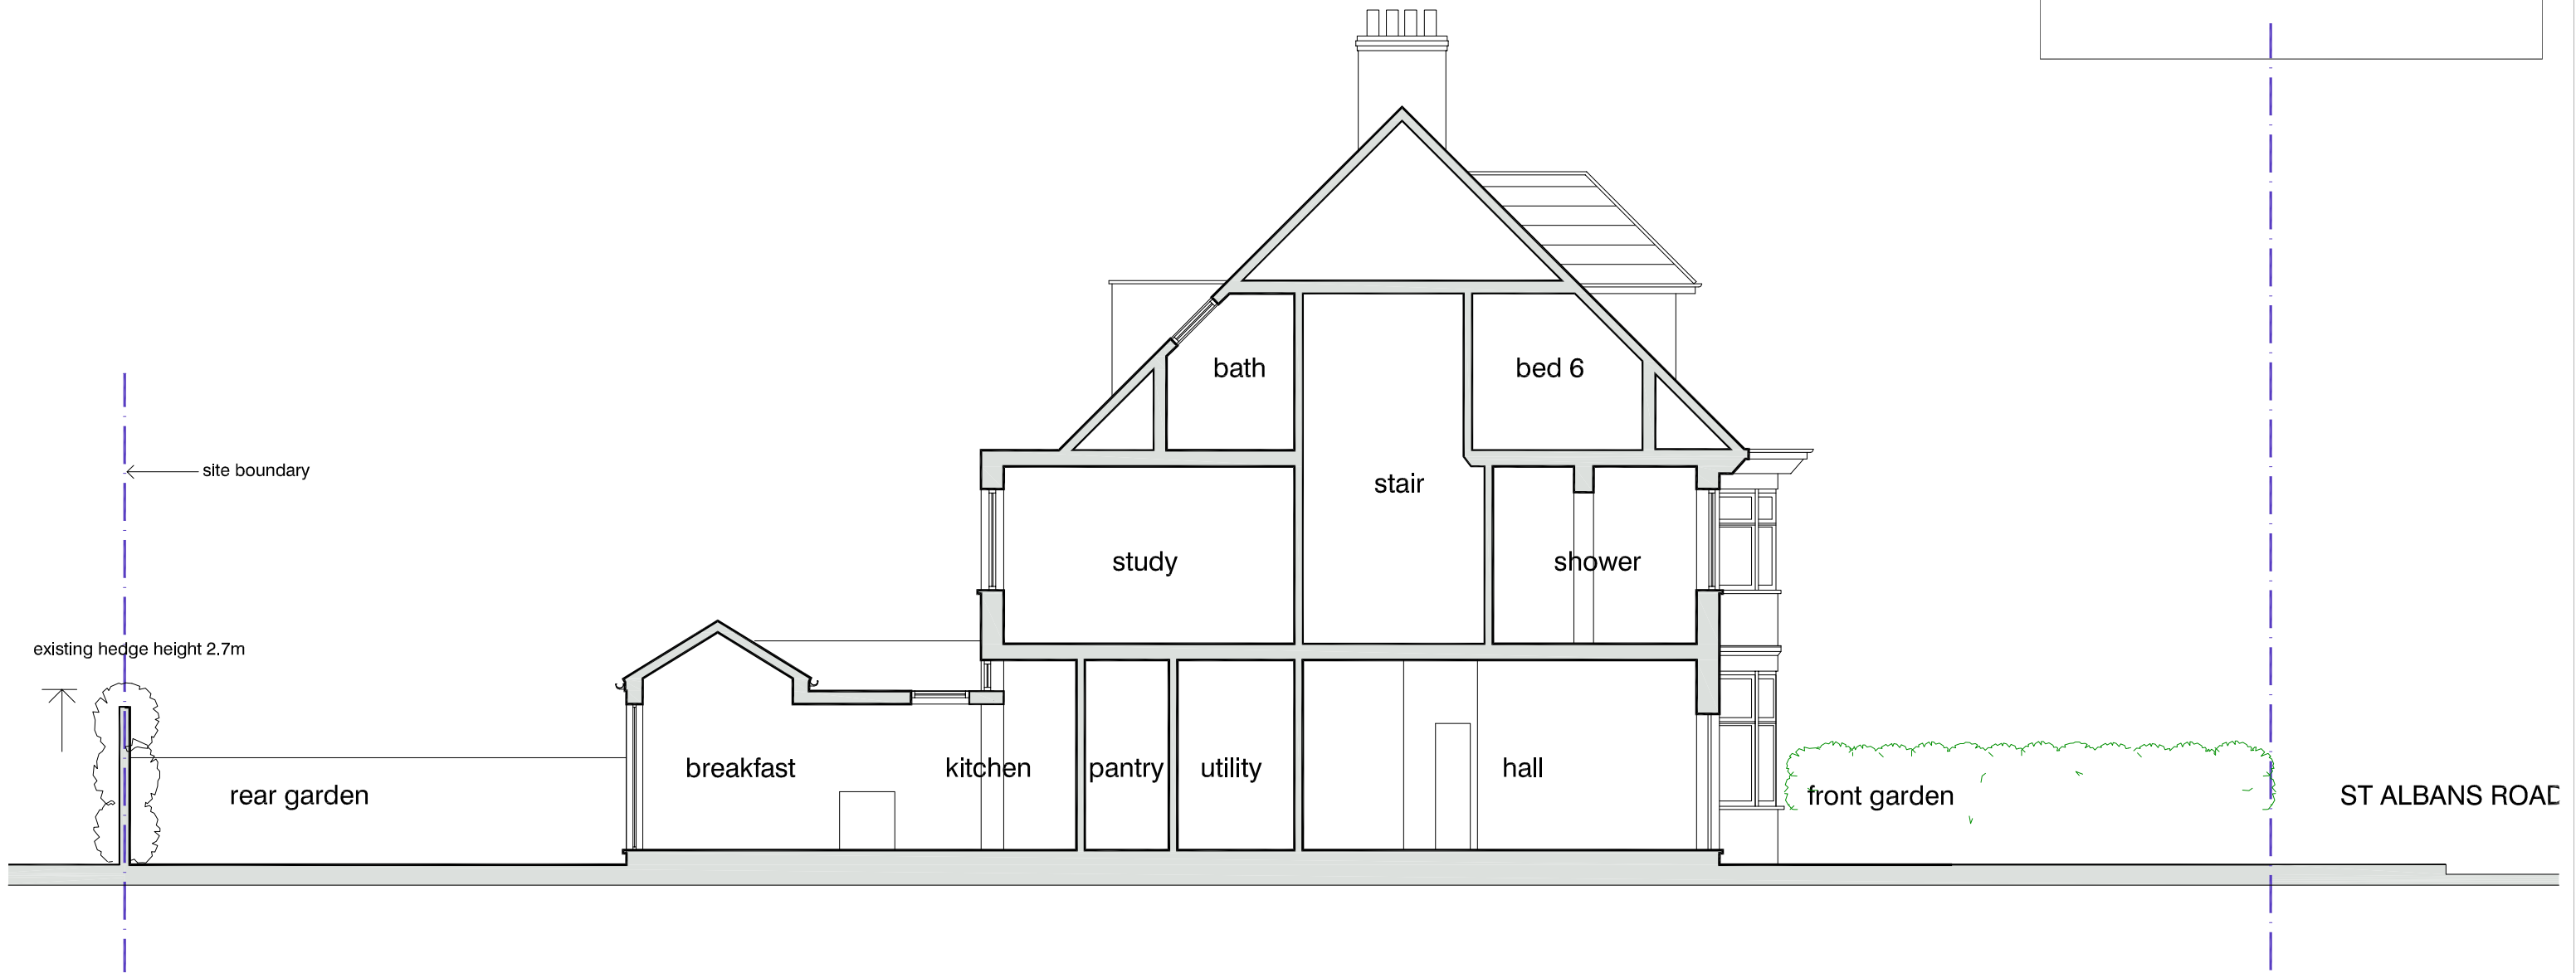 bath
bed 6
site boundary
stair
study
shower
existing hedge height 2.7m
breakfast
kitchen
pantry
utility
hall
rear garden
front garden
ST ALBANS ROAD